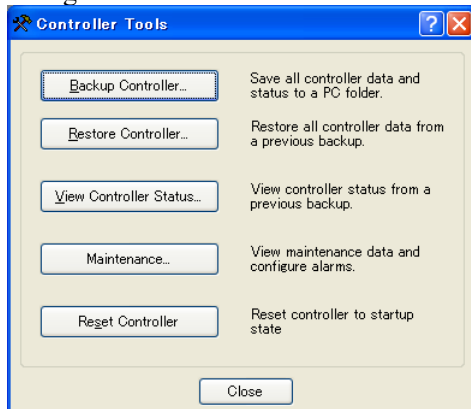 Controller Tools
Backup Controller...
Save all controller data and
status to a PC folder.
Restore Controller...
Restore all controller data from
a previous backup.
View Controller Status...
View controller status from a
previous backup.
Maintenance...
View maintenance data and
configure alarms.
Reset Controller
Reset controller to startup
state
Close